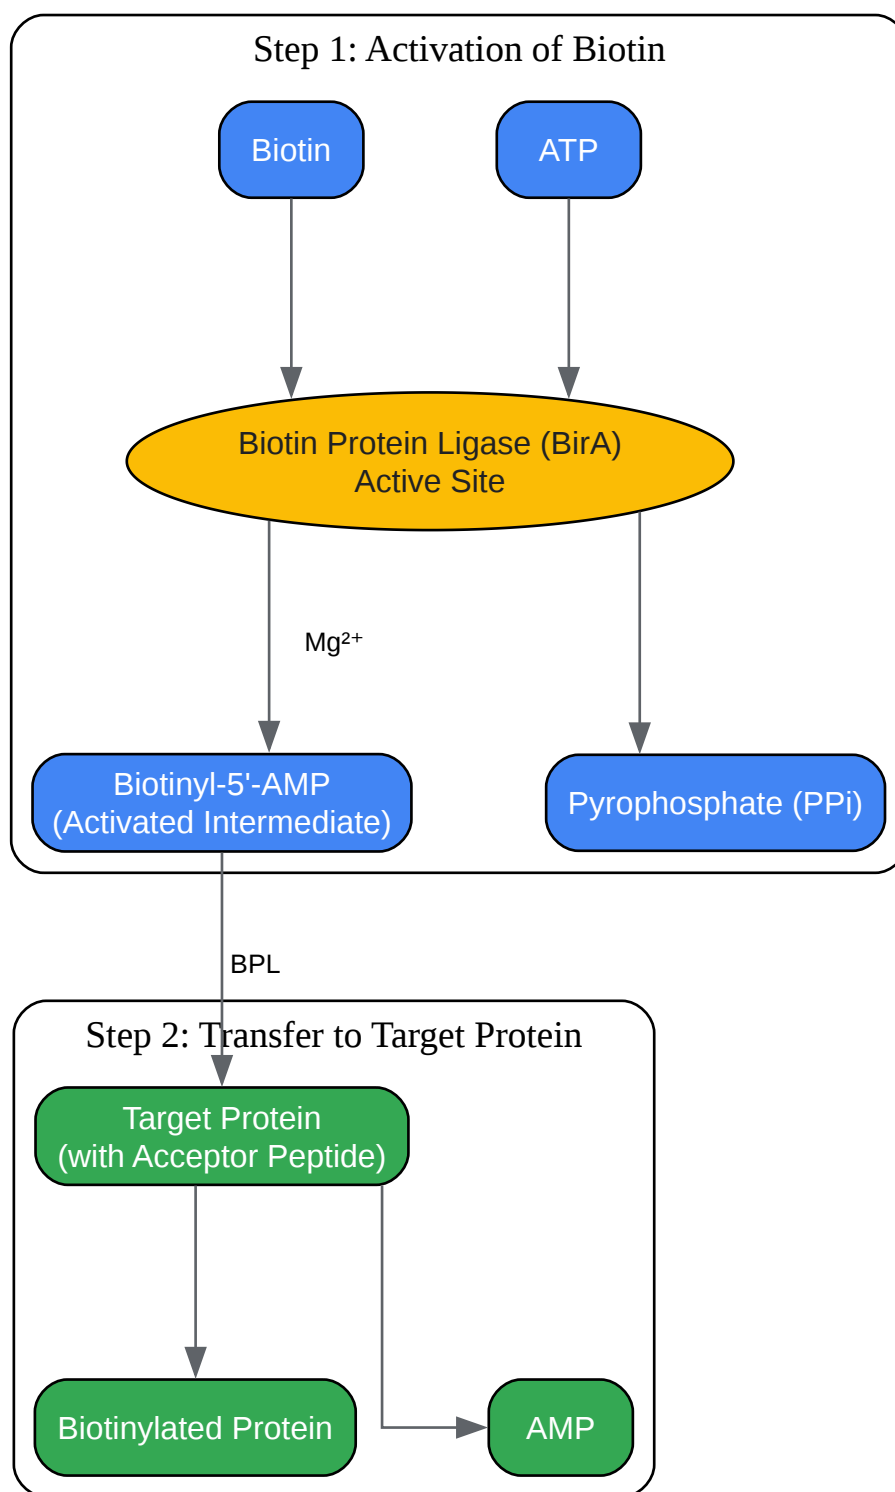 Step 1: Activation of Biotin
Biotin
ATP
Biotin Protein Ligase (BirA)
Active Site
Mg²⁺
Biotinyl-5'-AMP
(Activated Intermediate)
Pyrophosphate (PPi)
BPL
Step 2: Transfer to Target Protein
Target Protein
(with Acceptor Peptide)
Biotinylated Protein
AMP